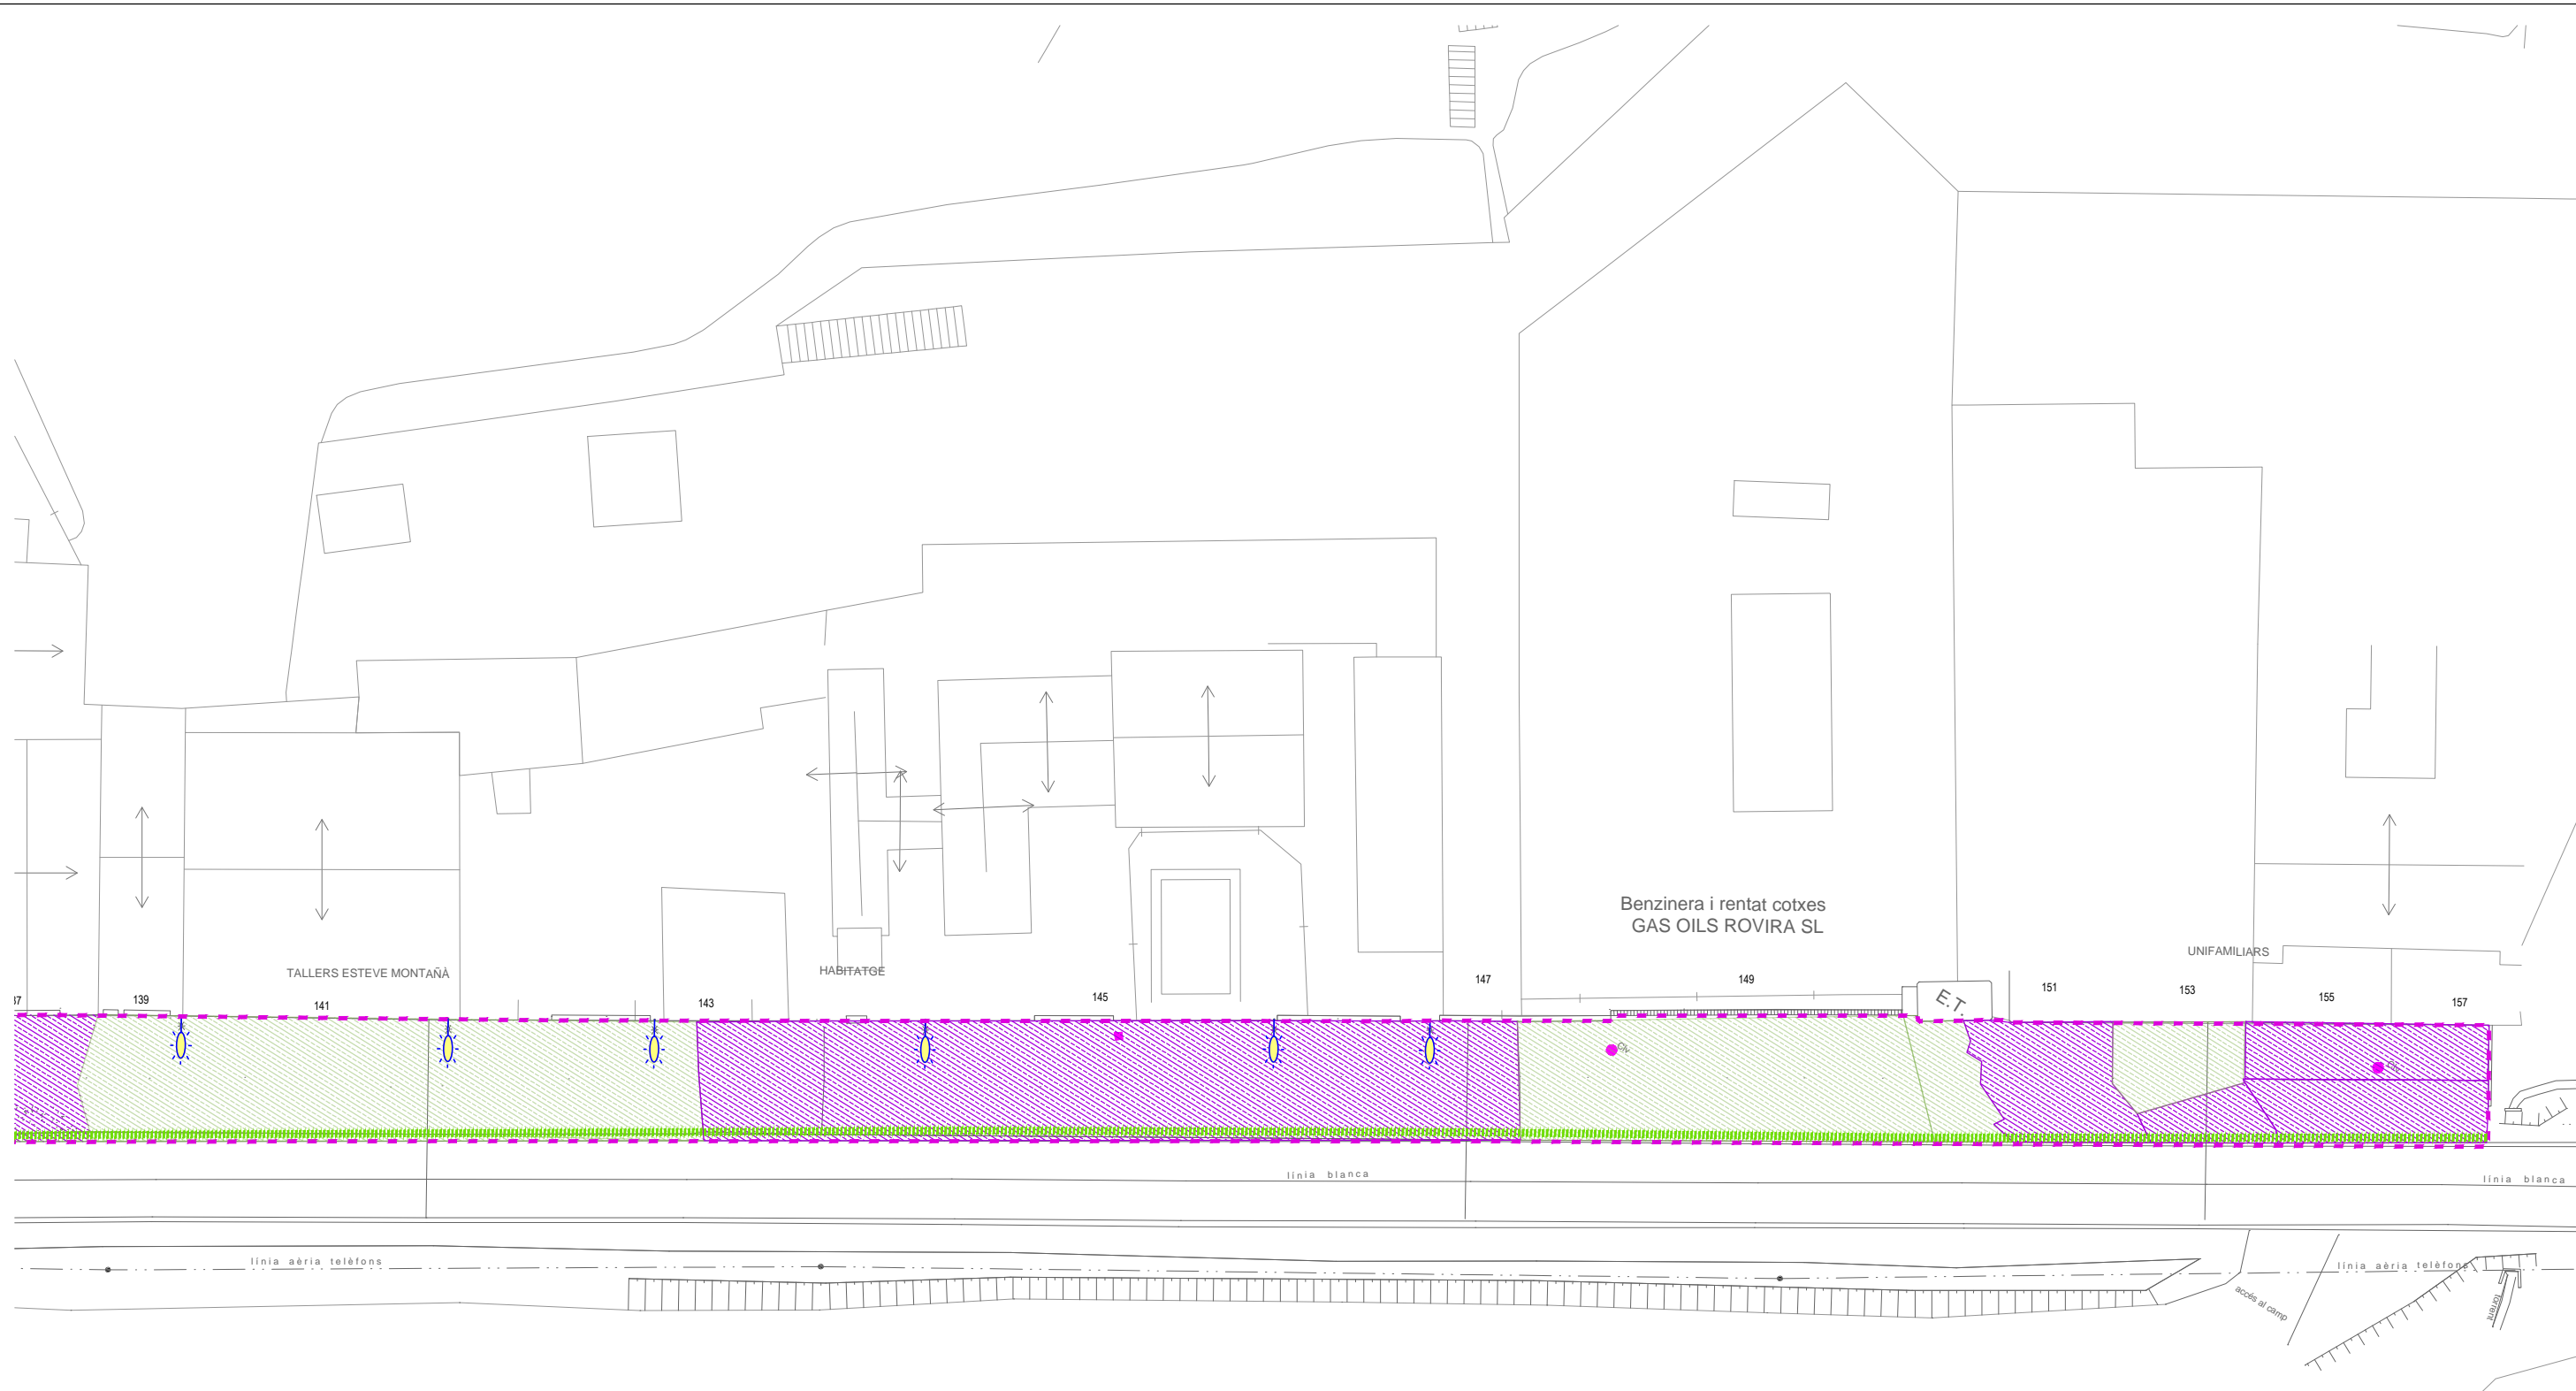 Benzinera i rentat cotxes
GAS OILS ROVIRA SL
UNIFAMILIARS
TALLERS ESTEVE MONTAÑÀ
HABITATGE
139
141
143
145
147
149
E.T.
151
153
155
157
línia blanca
línia blanca
línia aèria telèfons
línia aèria telèfons
accés al camp
torrent